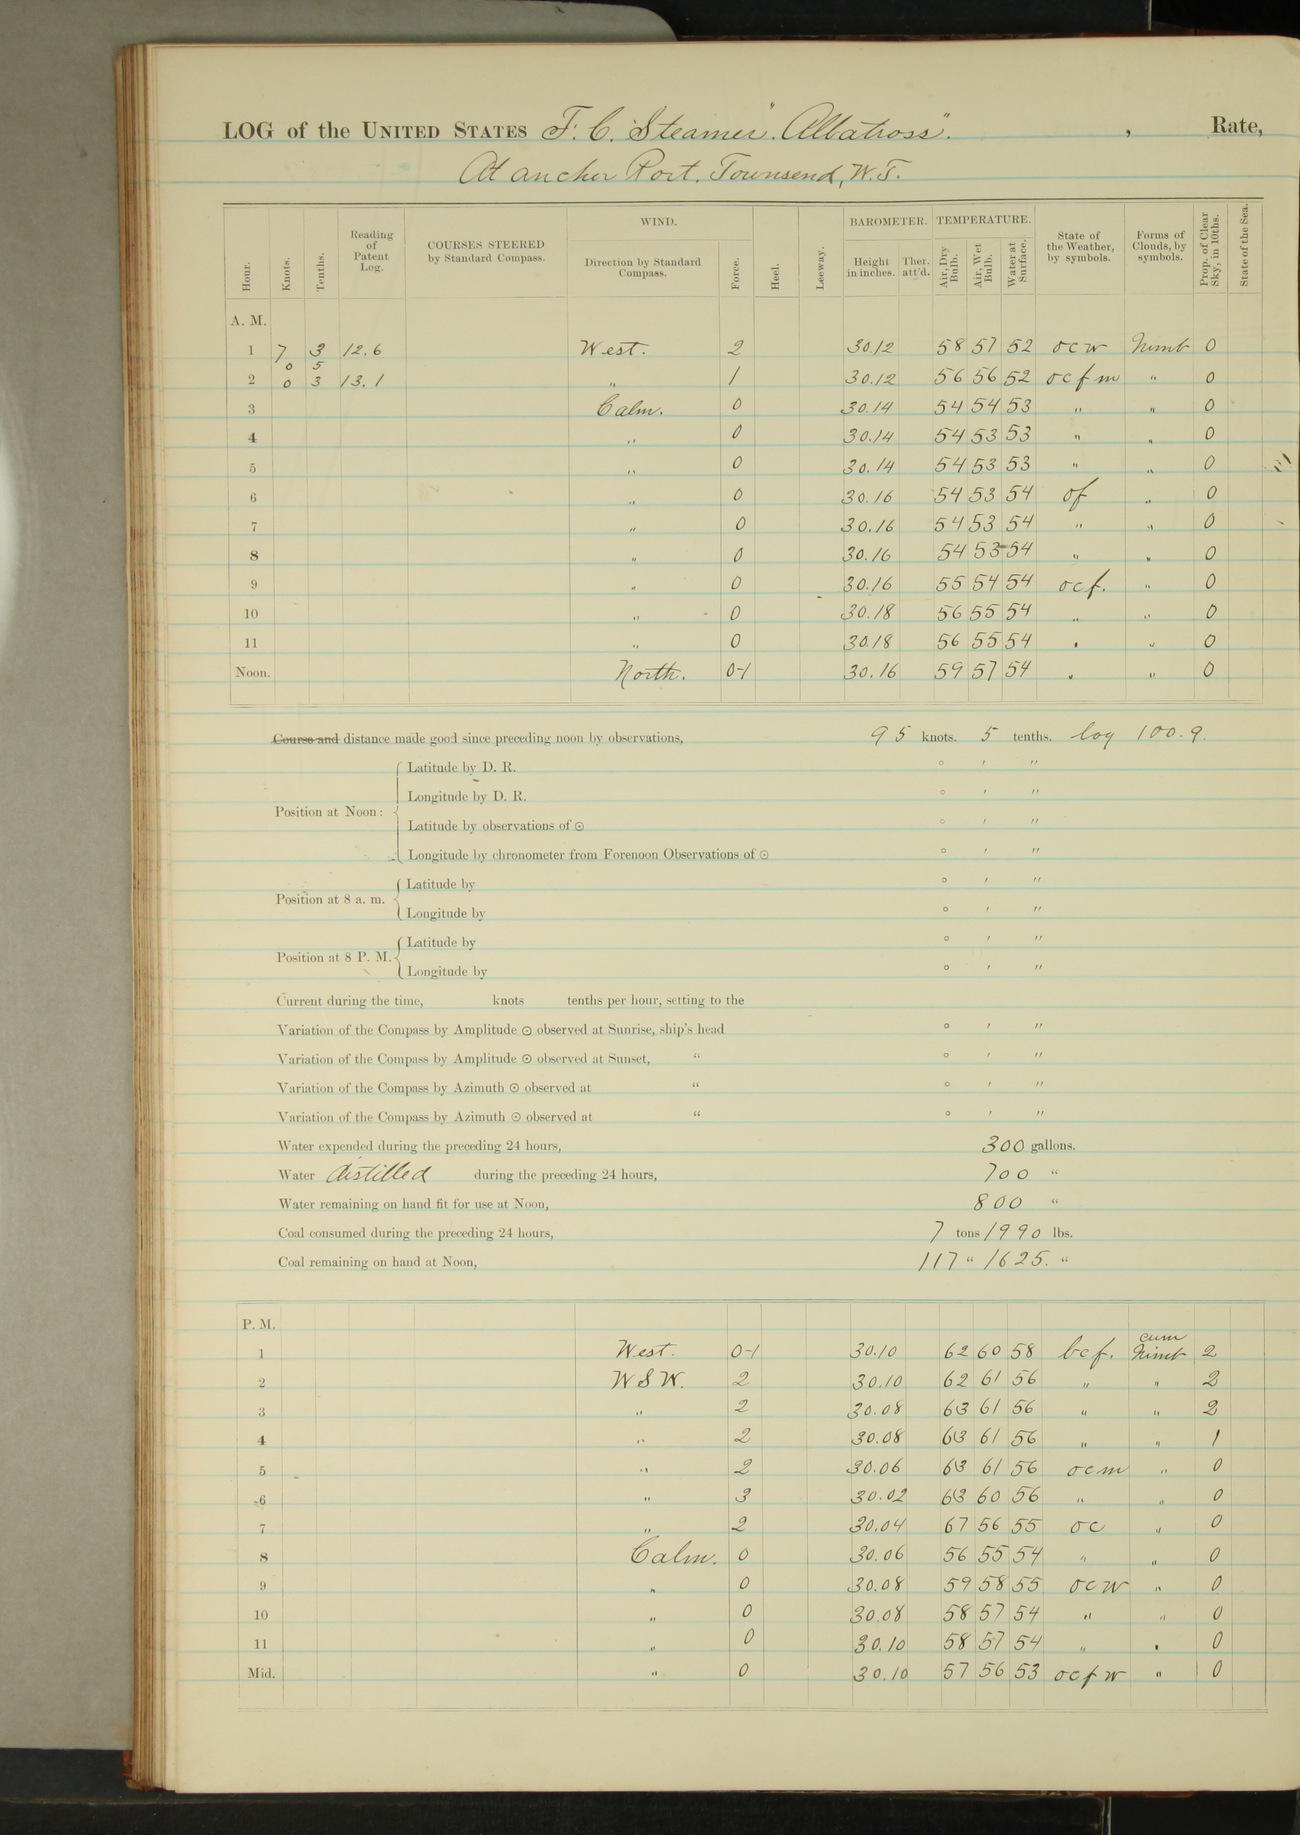 LOG of the UNITED STATES F. C. Steamer "Albatross". , Rate,
At anchor Port. Townsend, W. T.
Hour. Knots. Tenths. Reading of Patent Log. COURSES STEERED by Standard Compass. WIND. Direction by Standard Compass. Force. Heel. Leeway. BAROMETER. Height in inches. Ther. att'd. TEMPERATURE. Air, Dry Bulb. Air, Wet Bulb. Water at Surface. State of the Weather, by symbols. Forms of Clouds, by symbols. Prop. of Clear Sky, in 10ths. State of the Sea.
A. M.
1 7 3 12.6 West. 2 30.12 58 57 52 ocw Nimb 0
0 5
2 0 3 13.1 " 1 30.12 56 56 52 ocfm " 0
3 Calm. 0 30.14 54 54 53 " " 0
4 " 0 30.14 54 53 53 " " 0
5 " 0 30.14 54 53 53 " " 0
6 " 0 30.16 54 53 54 of " 0
7 " 0 30.16 54 53 54 " " 0
8 " 0 30.16 54 53 54 " " 0
9 " 0 30.16 55 54 54 ocf. " 0
10 " 0 30.18 56 55 54 " " 0
11 " 0 30.18 56 55 54 " " 0
Noon. North. 0-1 30.16 59 57 54 " " 0
Course and distance made good since preceding noon by observations, 95 knots. 5 tenths. log 100.9.
Position at Noon:
Latitude by D. R. ° ′ ″
Longitude by D. R. ° ′ ″
Latitude by observations of ⊙ ° ′ ″
Longitude by chronometer from Forenoon Observations of ⊙ ° ′ ″
Position at 8 a. m.
Latitude by ° ′ ″
Longitude by ° ′ ″
Position at 8 P. M.
Latitude by ° ′ ″
Longitude by ° ′ ″
Current during the time, knots tenths per hour, setting to the
Variation of the Compass by Amplitude ⊙ observed at Sunrise, ship's head ° ′ ″
Variation of the Compass by Amplitude ⊙ observed at Sunset, " ° ′ ″
Variation of the Compass by Azimuth ⊙ observed at " ° ′ ″
Variation of the Compass by Azimuth ⊙ observed at " ° ′ ″
Water expended during the preceding 24 hours, 300 gallons.
Water distilled during the preceding 24 hours, 700 "
Water remaining on hand fit for use at Noon, 800 "
Coal consumed during the preceding 24 hours, 7 tons 1990 lbs.
Coal remaining on hand at Noon, 117 " 1625. "
P. M.
1 West. 0-1 30.10 62 60 58 bcf. cum Nimb 2
2 WSW. 2 30.10 62 61 56 " " 2
3 " 2 30.08 63 61 56 " " 2
4 " 2 30.08 63 61 56 " " 1
5 " 2 30.06 63 61 56 ocm " 0
6 " 3 30.02 63 60 56 " " 0
7 " 2 30.04 67 56 55 oc " 0
8 Calm. 0 30.06 56 55 54 " " 0
9 " 0 30.08 59 58 55 ocw " 0
10 " 0 30.08 58 57 54 " " 0
11 " 0 30.10 58 57 54 " " 0
Mid. " 0 30.10 57 56 53 ocfw " 0